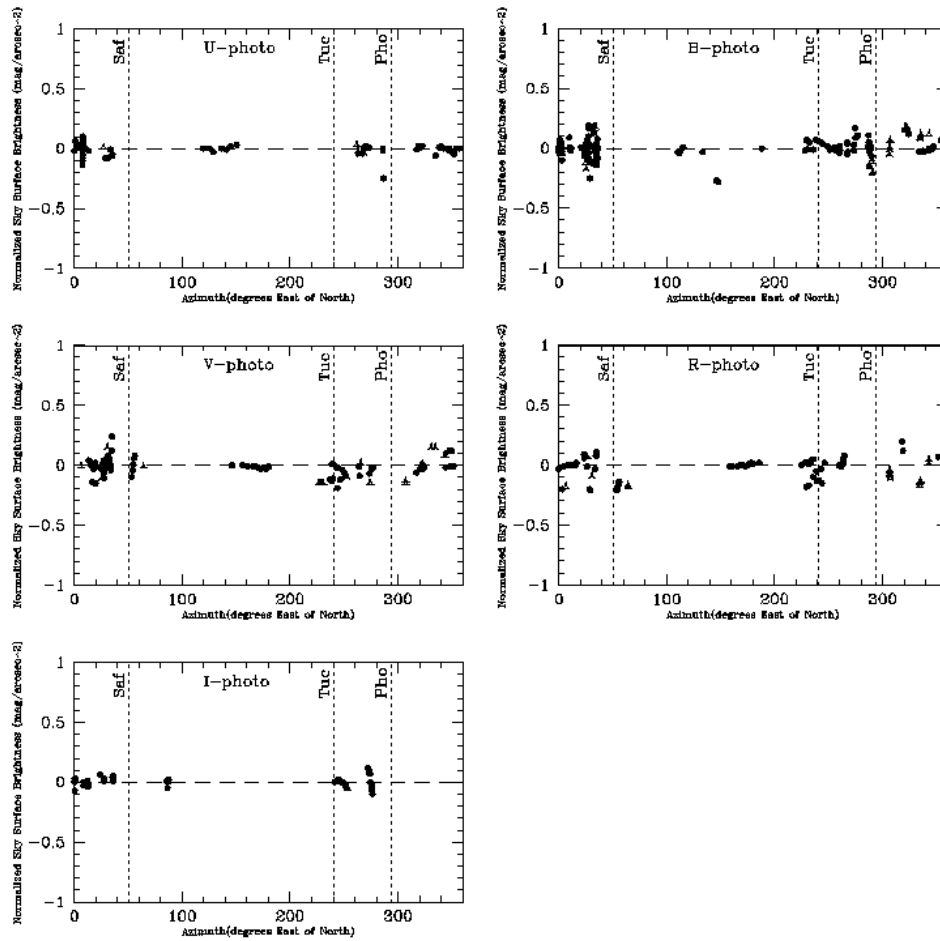 Normalized Sky Surface Brightness (mag/arcsec^2)
1
0.5
0
-0.5
-1
Saf
U-photo
Tuc
Pho
0
100
200
300
Azimuth(degrees East of North)
Normalized Sky Surface Brightness (mag/arcsec^2)
1
0.5
0
-0.5
-1
Saf
B-photo
Tuc
Pho
0
100
200
300
Azimuth(degrees East of North)
Normalized Sky Surface Brightness (mag/arcsec^2)
1
0.5
0
-0.5
-1
Saf
V-photo
Tuc
Pho
0
100
200
300
Azimuth(degrees East of North)
Normalized Sky Surface Brightness (mag/arcsec^2)
1
0.5
0
-0.5
-1
Saf
R-photo
Tuc
Pho
0
100
200
300
Azimuth(degrees East of North)
Normalized Sky Surface Brightness (mag/arcsec^2]
1
0.5
0
-0.5
-1
Saf
I-photo
Tuc
Pho
0
100
200
300
Azimuth(degrees East of North)